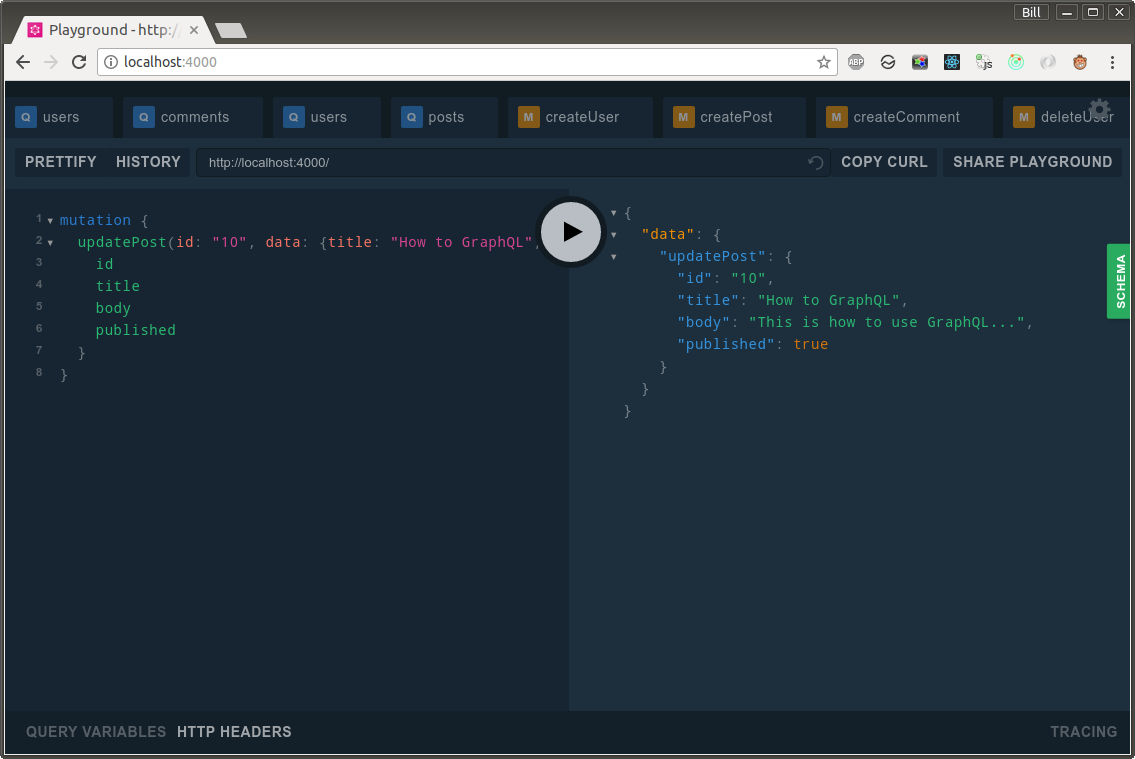 Bill
Playground - http:/
localhost:4000
ABP
JS
Q users
Q comments
Q users
Q posts
M createUser
M createPost
M createComment
M deleteUser
PRETTIFY HISTORY http://localhost:4000/ COPY CURL SHARE PLAYGROUND
1 mutation {
2 updatePost(id: "10", data: {title: "How to GraphQL",
3 id
4 title
5 body
6 published
7 }
8 }
{
"data": {
"updatePost": {
"id": "10",
"title": "How to GraphQL",
"body": "This is how to use GraphQL...",
"published": true
}
}
}
SCHEMA
QUERY VARIABLES HTTP HEADERS
TRACING